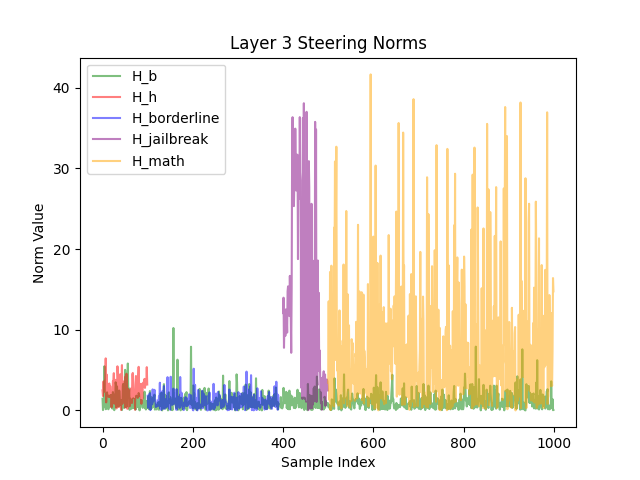 Layer 3 Steering Norms
H_b
H_h
H_borderline
H_jailbreak
H_math
Norm Value
40
30
20
10
0
0
200
400
600
800
1000
Sample Index